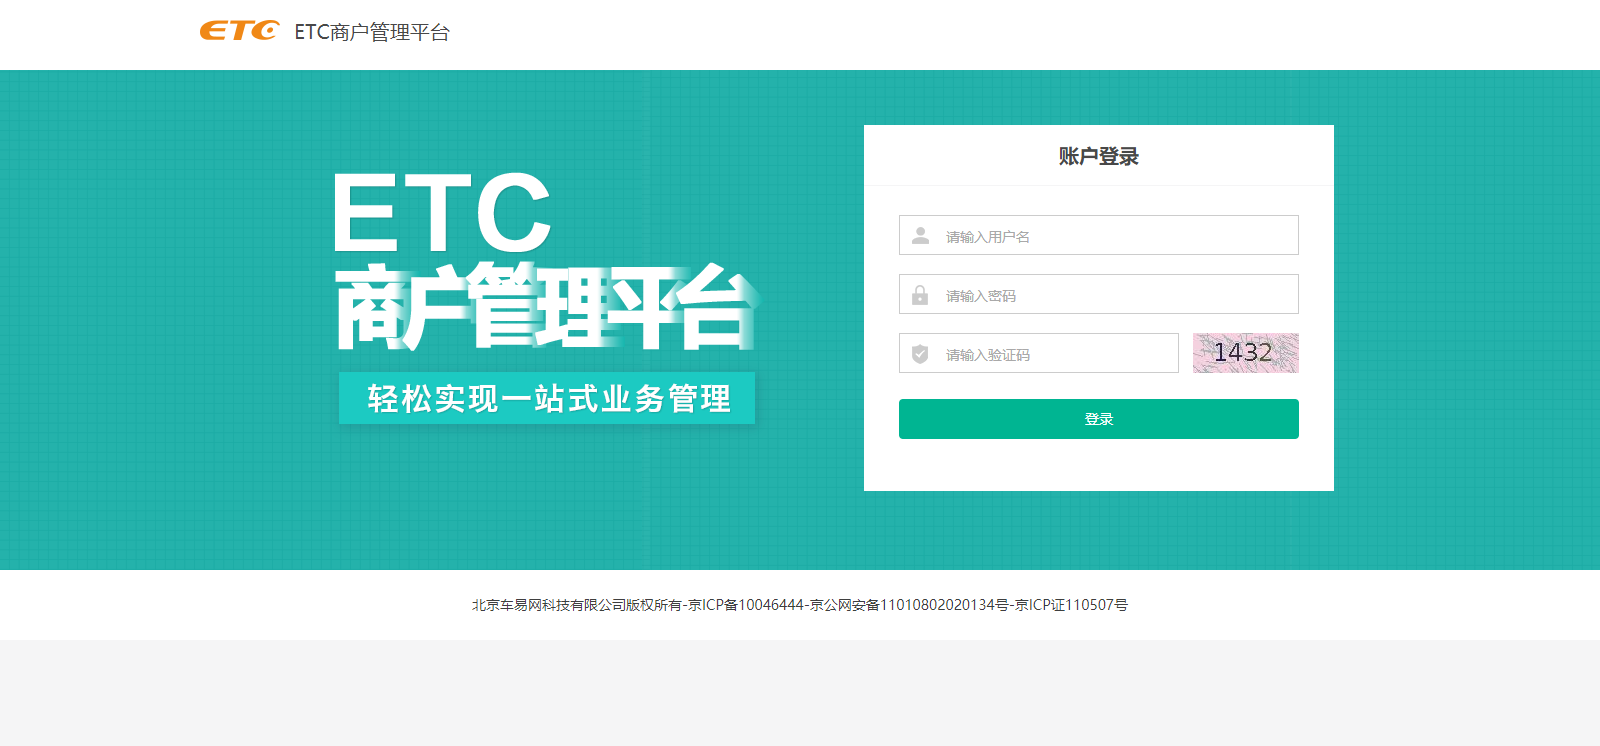 ETC ETC商户管理平台
ETC
商户管理平台
轻松实现一站式业务管理
账户登录
请输入用户名
请输入密码
请输入验证码 1432
登录
北京车易网科技有限公司版权所有-京ICP备10046444-京公网安备11010802020134号-京ICP证110507号